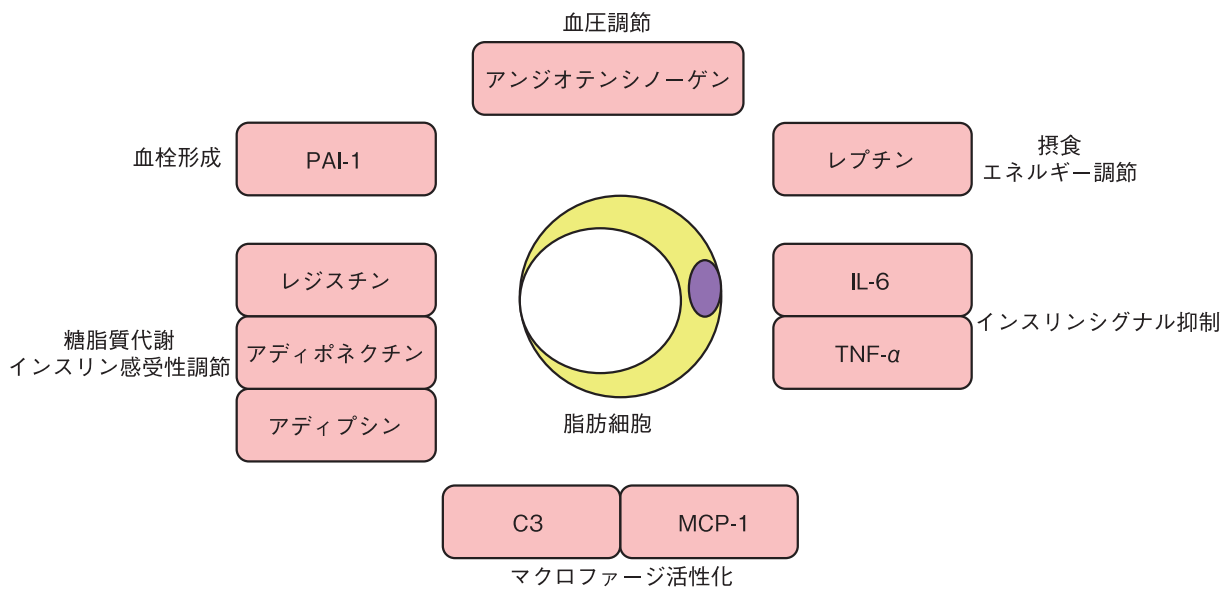 血圧調節
アンジオテンシノーゲン
血栓形成
PAI-1
レプチン
摂食
エネルギー調節
レジスチン
アディポネクチン
アディプシン
糖脂質代謝
インスリン感受性調節
IL-6
TNF-α
インスリンシグナル抑制
脂肪細胞
C3
MCP-1
マクロファージ活性化